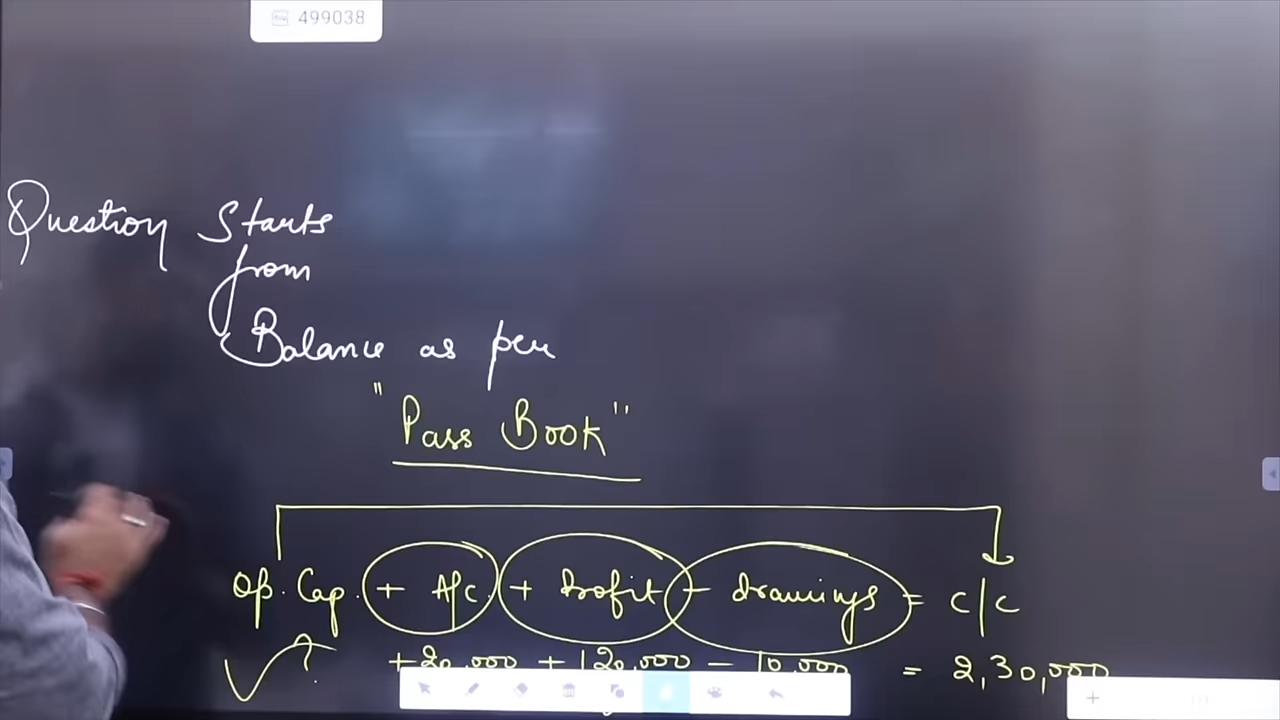 499038
Question Starts
from
Balance as per
"Pass Book"
Op. Cap. + A/c. + Profit - drawings = C/C
? +20,000 + 120,000 - 10,000 = 2,30,000